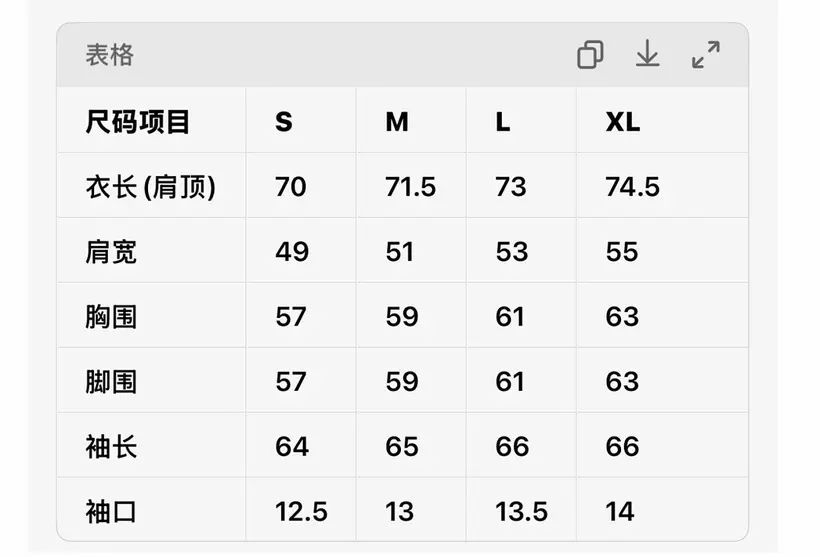 表格
尺码项目 S M L XL
衣长(肩顶) 70 71.5 73 74.5
肩宽 49 51 53 55
胸围 57 59 61 63
脚围 57 59 61 63
袖长 64 65 66 66
袖口 12.5 13 13.5 14